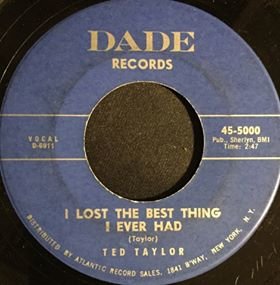 DADE
RECORDS
VOCAL
D-6911
45-5000
Pub., Sherlyn, BMI
Time: 2:47
I LOST THE BEST THING
I EVER HAD
(Taylor)
TED TAYLOR
DISTRIBUTED BY ATLANTIC RECORD SALES, 1841 B'WAY, NEW YORK, N.Y.